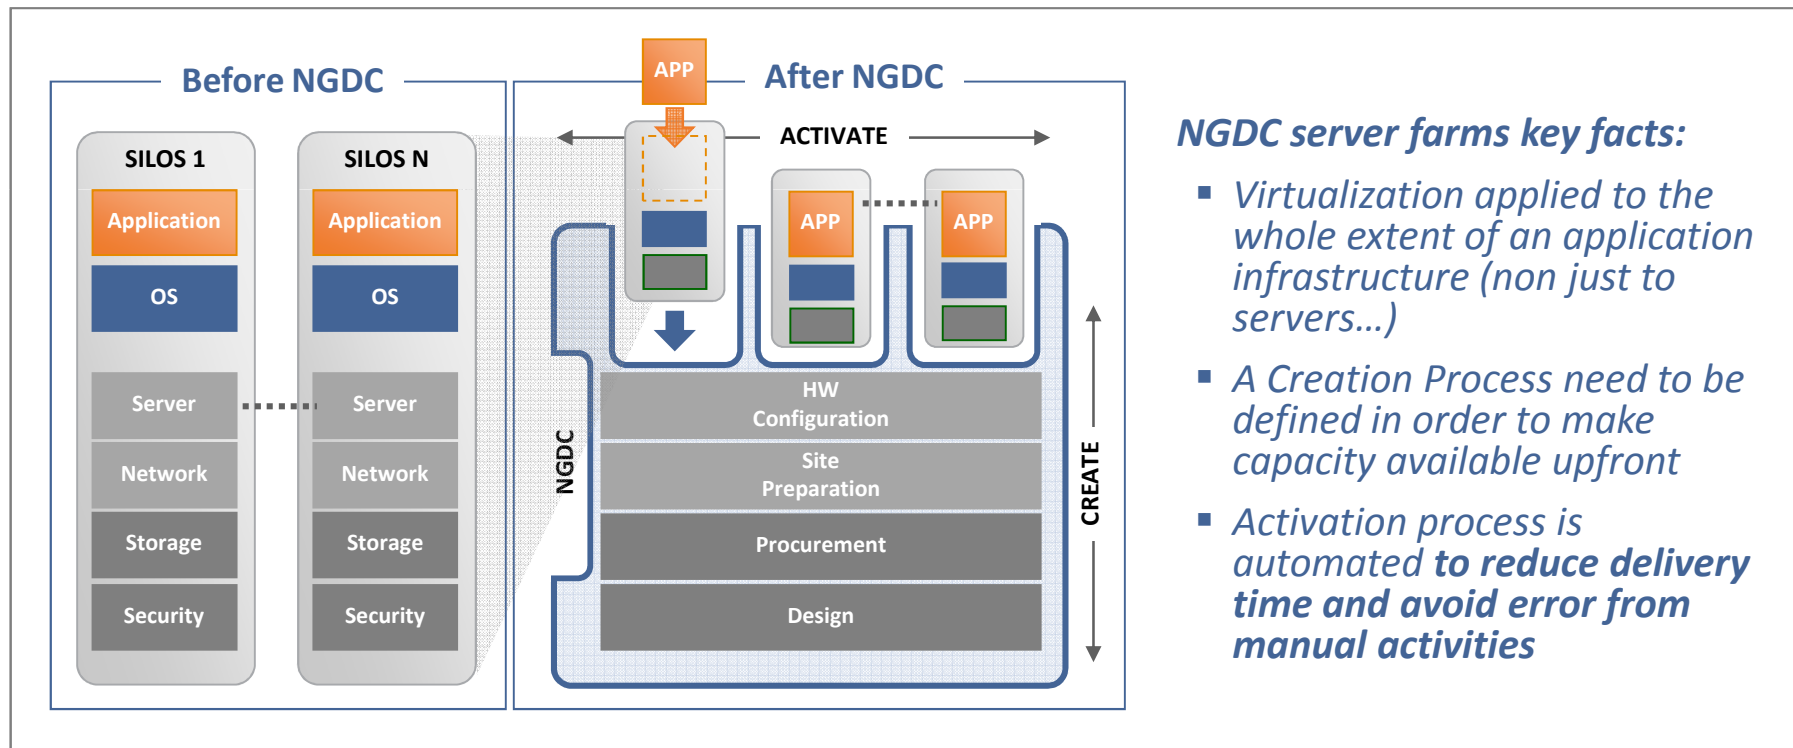 Before NGDC
SILOS 1
Application
OS
Server
Network
Storage
Security
SILOS N
Application
OS
Server
Network
Storage
Security
After NGDC
APP
ACTIVATE
APP
APP
NGDC
HW
Configuration
Site
Preparation
Procurement
Design
CREATE
NGDC server farms key facts:
▪ Virtualization applied to the
whole extent of an application
infrastructure (non just to
servers…)
▪ A Creation Process need to be
defined in order to make
capacity available upfront
▪ Activation process is
automated to reduce delivery
time and avoid error from
manual activities